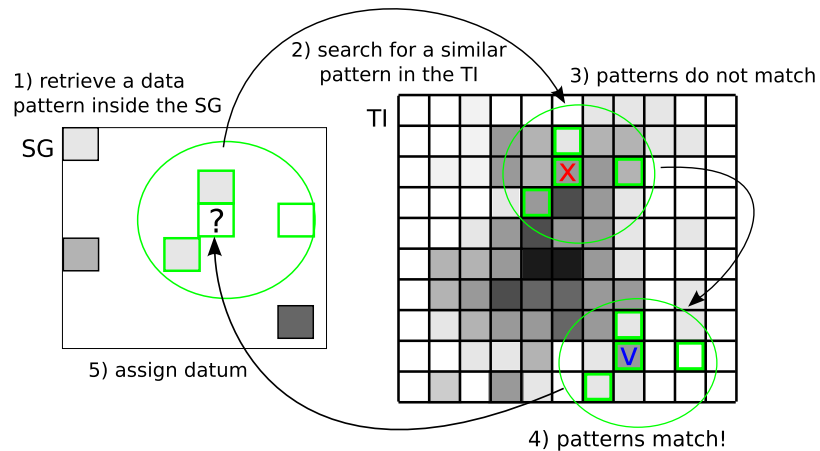 2) search for a similar
pattern in the TI
1) retrieve a data
pattern inside the SG
3) patterns do not match
TI
SG
X
?
V
5) assign datum
4) patterns match!